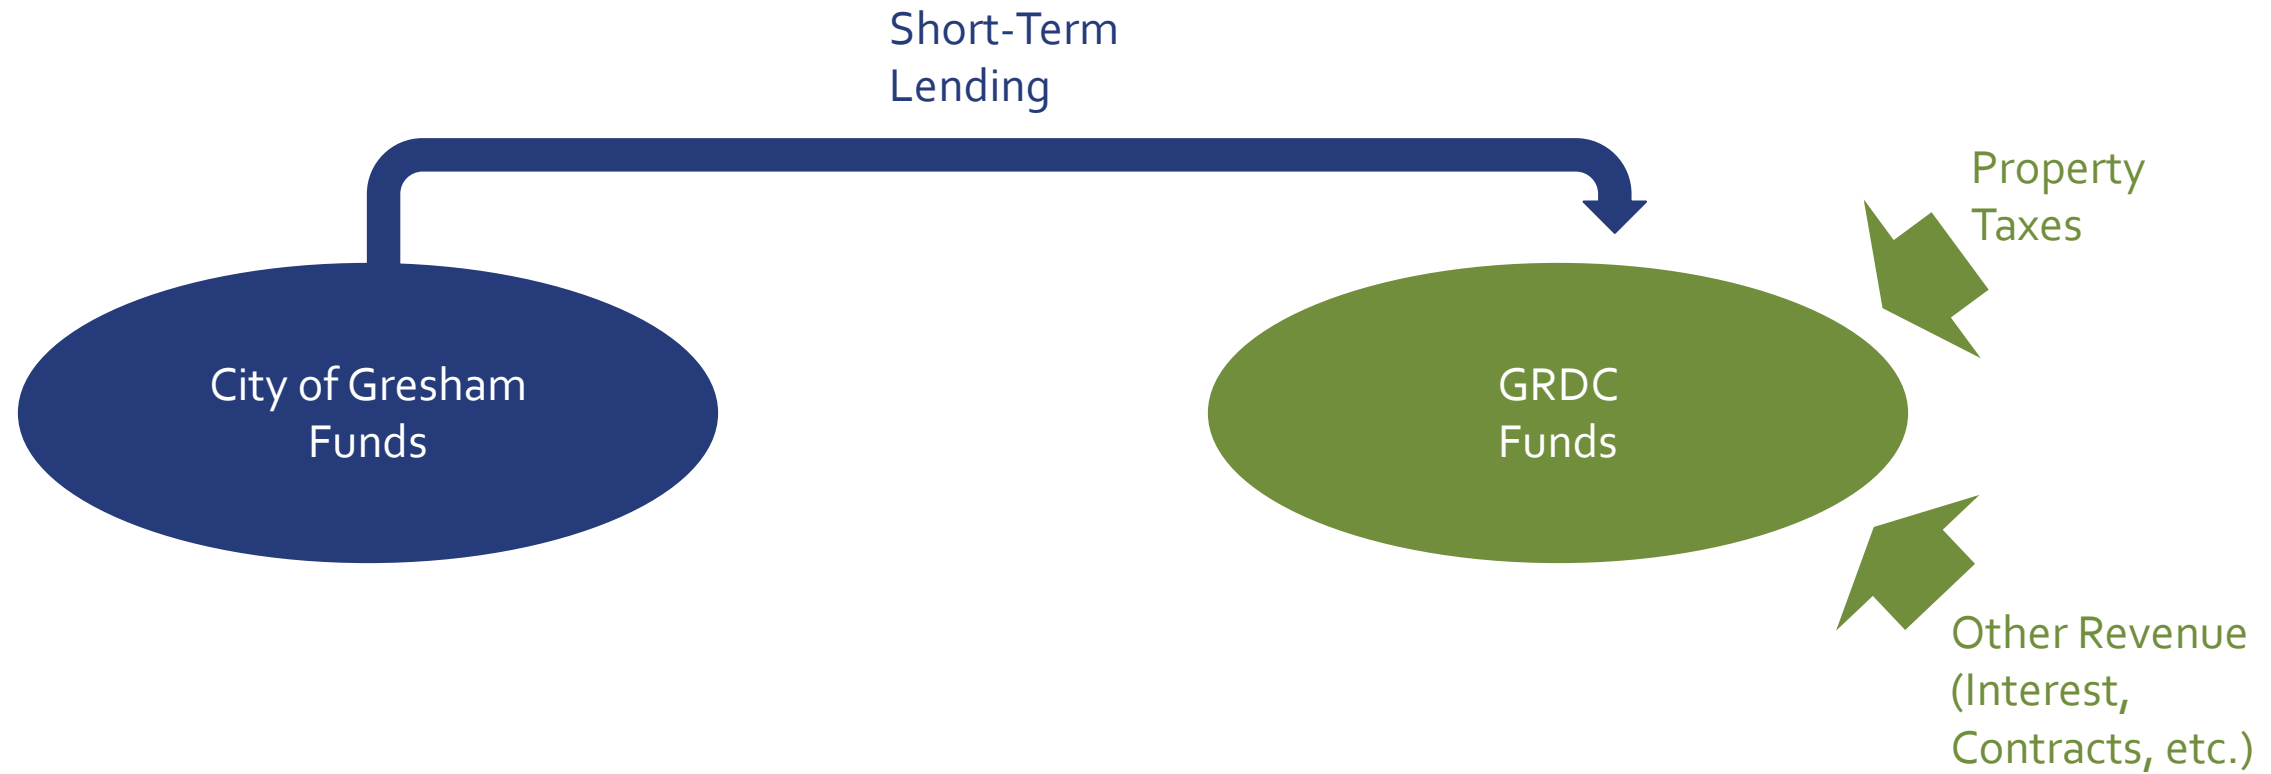 Short-Term
Lending
Property
Taxes
City of Gresham
Funds
GRDC
Funds
Other Revenue
(Interest,
Contracts, etc.)